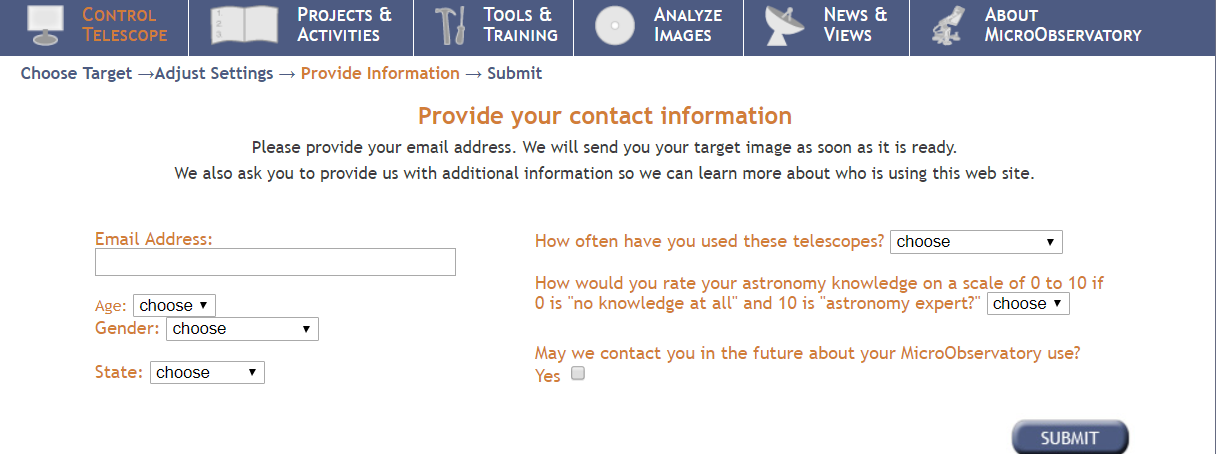 CONTROL TELESCOPE
PROJECTS & ACTIVITIES
TOOLS & TRAINING
ANALYZE IMAGES
NEWS & VIEWS
ABOUT MICROOBSERVATORY
1
2
3
Choose Target →Adjust Settings → Provide Information → Submit
Provide your contact information
Please provide your email address. We will send you your target image as soon as it is ready.
We also ask you to provide us with additional information so we can learn more about who is using this web site.
Email Address:
Age: choose
Gender: choose
State: choose
How often have you used these telescopes? choose
How would you rate your astronomy knowledge on a scale of 0 to 10 if
0 is "no knowledge at all" and 10 is "astronomy expert?" choose
May we contact you in the future about your MicroObservatory use?
Yes
SUBMIT